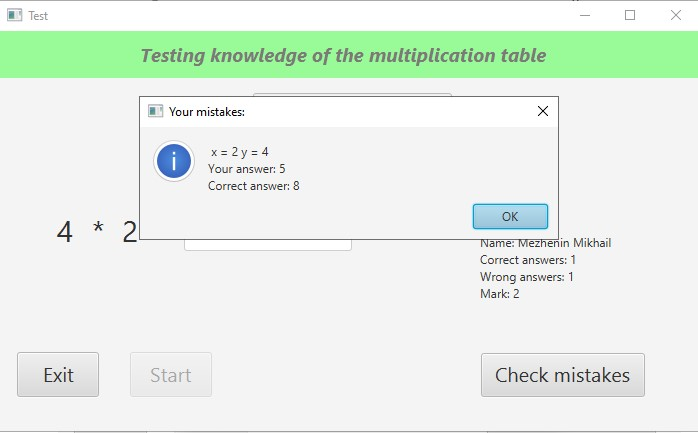 Test
Testing knowledge of the multiplication table
Your mistakes:
x = 2 y = 4
Your answer: 5
Correct answer: 8
OK
4 * 2
Name: Mezhenin Mikhail
Correct answers: 1
Wrong answers: 1
Mark: 2
Exit
Start
Check mistakes